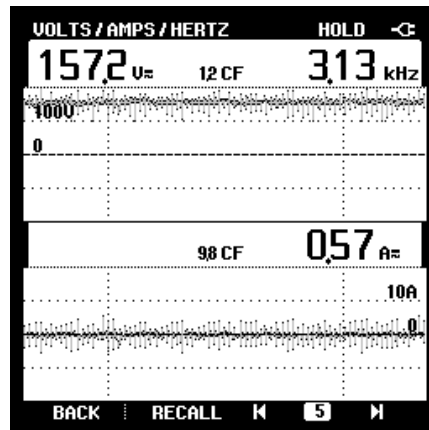 VOLTS / AMPS / HERTZ HOLD
157,2 V≂ 1,2 CF 3,13 kHz
100V
0
9,8 CF 0,57 A≂
10A
0
BACK RECALL 5